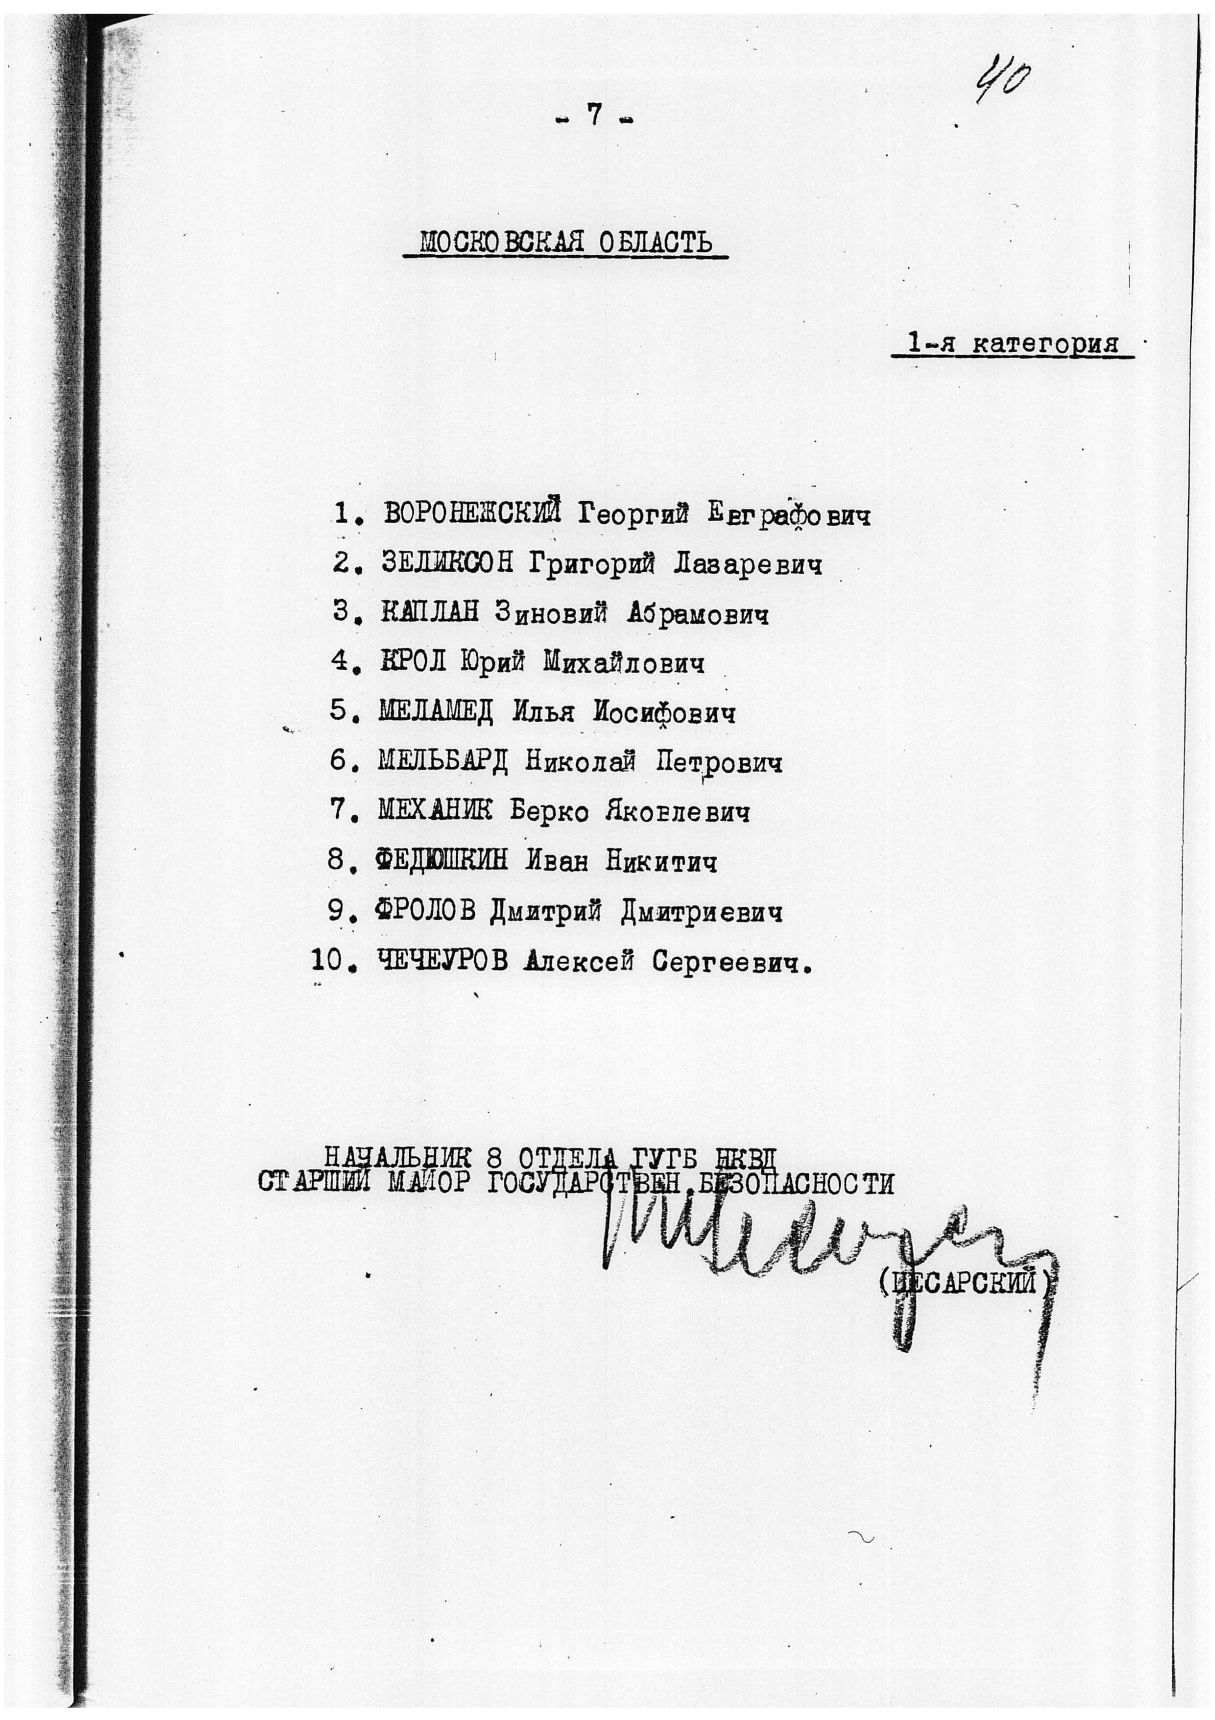 40
- 7 -
МОСКОВСКАЯ ОБЛАСТЬ
1-я категория
1. ВОРОНЕЖСКИЙ Георгий Евграфович
2. ЗЕЛИКСОН Григорий Лазаревич
3. КАПЛАН Зиновий Абрамович
4. КРОЛ Юрий Михайлович
5. МЕЛАМЕД Илья Иосифович
6. МЕЛЬБАРД Николай Петрович
7. МЕХАНИК Берко Яковлевич
8. ФЕДЮШКИН Иван Никитич
9. ФРОЛОВ Дмитрий Дмитриевич
10. ЧЕЧЕУРОВ Алексей Сергеевич.
НАЧАЛЬНИК 8 ОТДЕЛА ГУГБ НКВД
СТАРШИЙ МАЙОР ГОСУДАРСТВЕН.БЕЗОПАСНОСТИ
(ЦЕСАРСКИЙ)